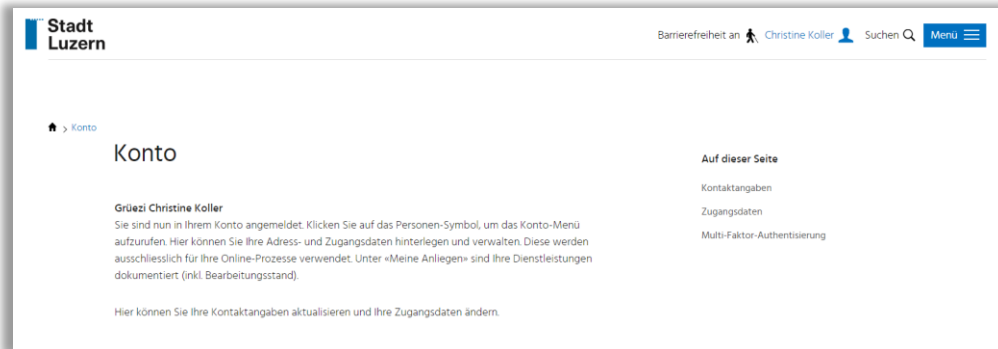 Stadt
Luzern
Barrierefreiheit an Christine Koller Suchen Menü
> Konto
Konto
Grüezi Christine Koller
Sie sind nun in Ihrem Konto angemeldet. Klicken Sie auf das Personen-Symbol, um das Konto-Menü
aufzurufen. Hier können Sie Ihre Adress- und Zugangsdaten hinterlegen und verwalten. Diese werden
ausschliesslich für Ihre Online-Prozesse verwendet. Unter «Meine Anliegen» sind Ihre Dienstleistungen
dokumentiert (inkl. Bearbeitungsstand).
Hier können Sie Ihre Kontaktangaben aktualisieren und Ihre Zugangsdaten ändern.
Auf dieser Seite
Kontaktangaben
Zugangsdaten
Multi-Faktor-Authentisierung